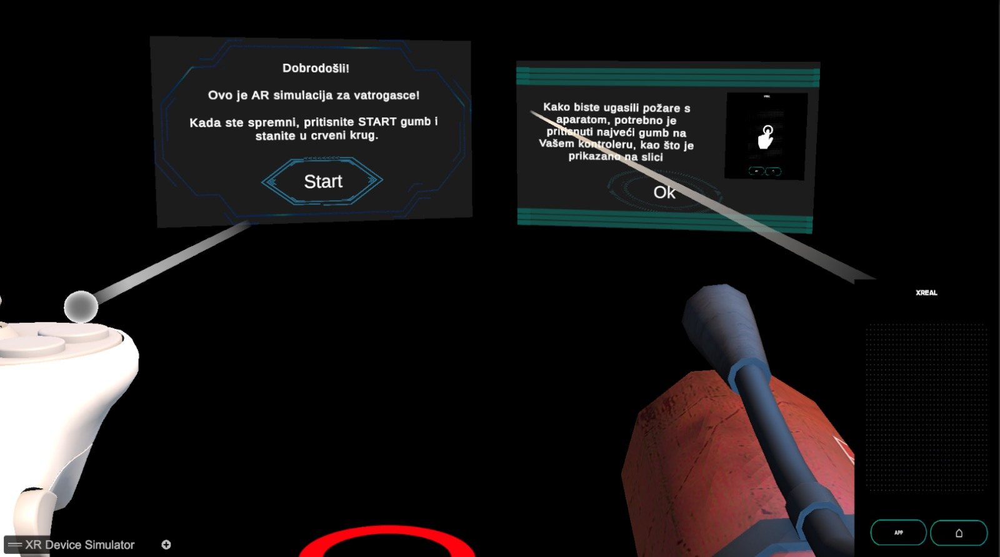 Dobrodošli!
Ovo je AR simulacija za vatrogasce!
Kada ste spremni, pritisnite START gumb i
stanite u crveni krug.
Start
Kako biste ugasili požare s
aparatom, potrebno je
pritisnuti najveći gumb na
Vašem kontroleru, kao što je
prikazano na slici
Ok
XREAL
APP
XR Device Simulator